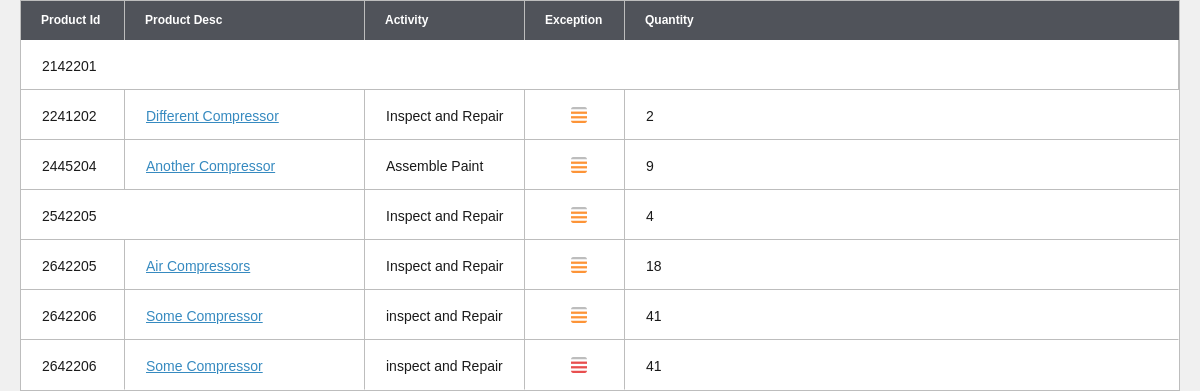 Product Id Product Desc Activity Exception Quantity
2142201
2241202 Different Compressor Inspect and Repair 2
2445204 Another Compressor Assemble Paint 9
2542205 Inspect and Repair 4
2642205 Air Compressors Inspect and Repair 18
2642206 Some Compressor inspect and Repair 41
2642206 Some Compressor inspect and Repair 41